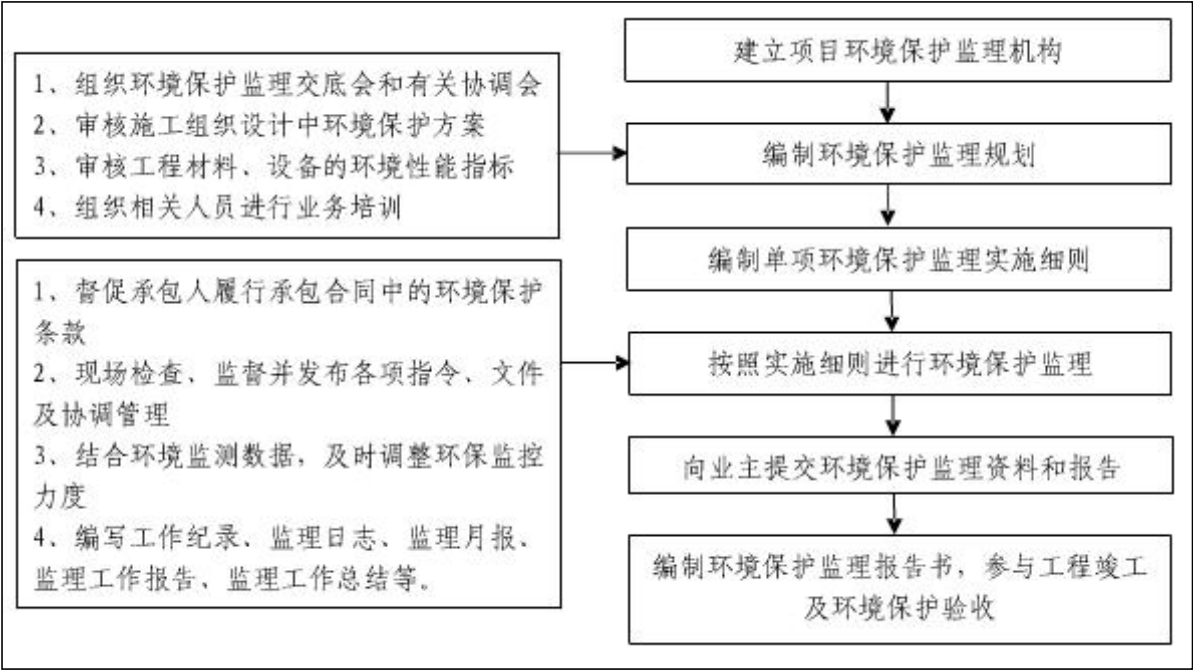 建立项目环境保护监理机构
1、组织环境保护监理交底会和有关协调会
2、审核施工组织设计中环境保护方案
3、审核工程材料、设备的环境性能指标
4、组织相关人员进行业务培训
编制环境保护监理规划
编制单项环境保护监理实施细则
1、督促承包人履行承包合同中的环境保护
条款
2、现场检查、监督并发布各项指令、文件
及协调管理
3、结合环境监测数据，及时调整环保监控
力度
4、编写工作纪录、监理日志、监理月报、
监理工作报告、监理工作总结等。
按照实施细则进行环境保护监理
向业主提交环境保护监理资料和报告
编制环境保护监理报告书，参与工程竣工
及环境保护验收